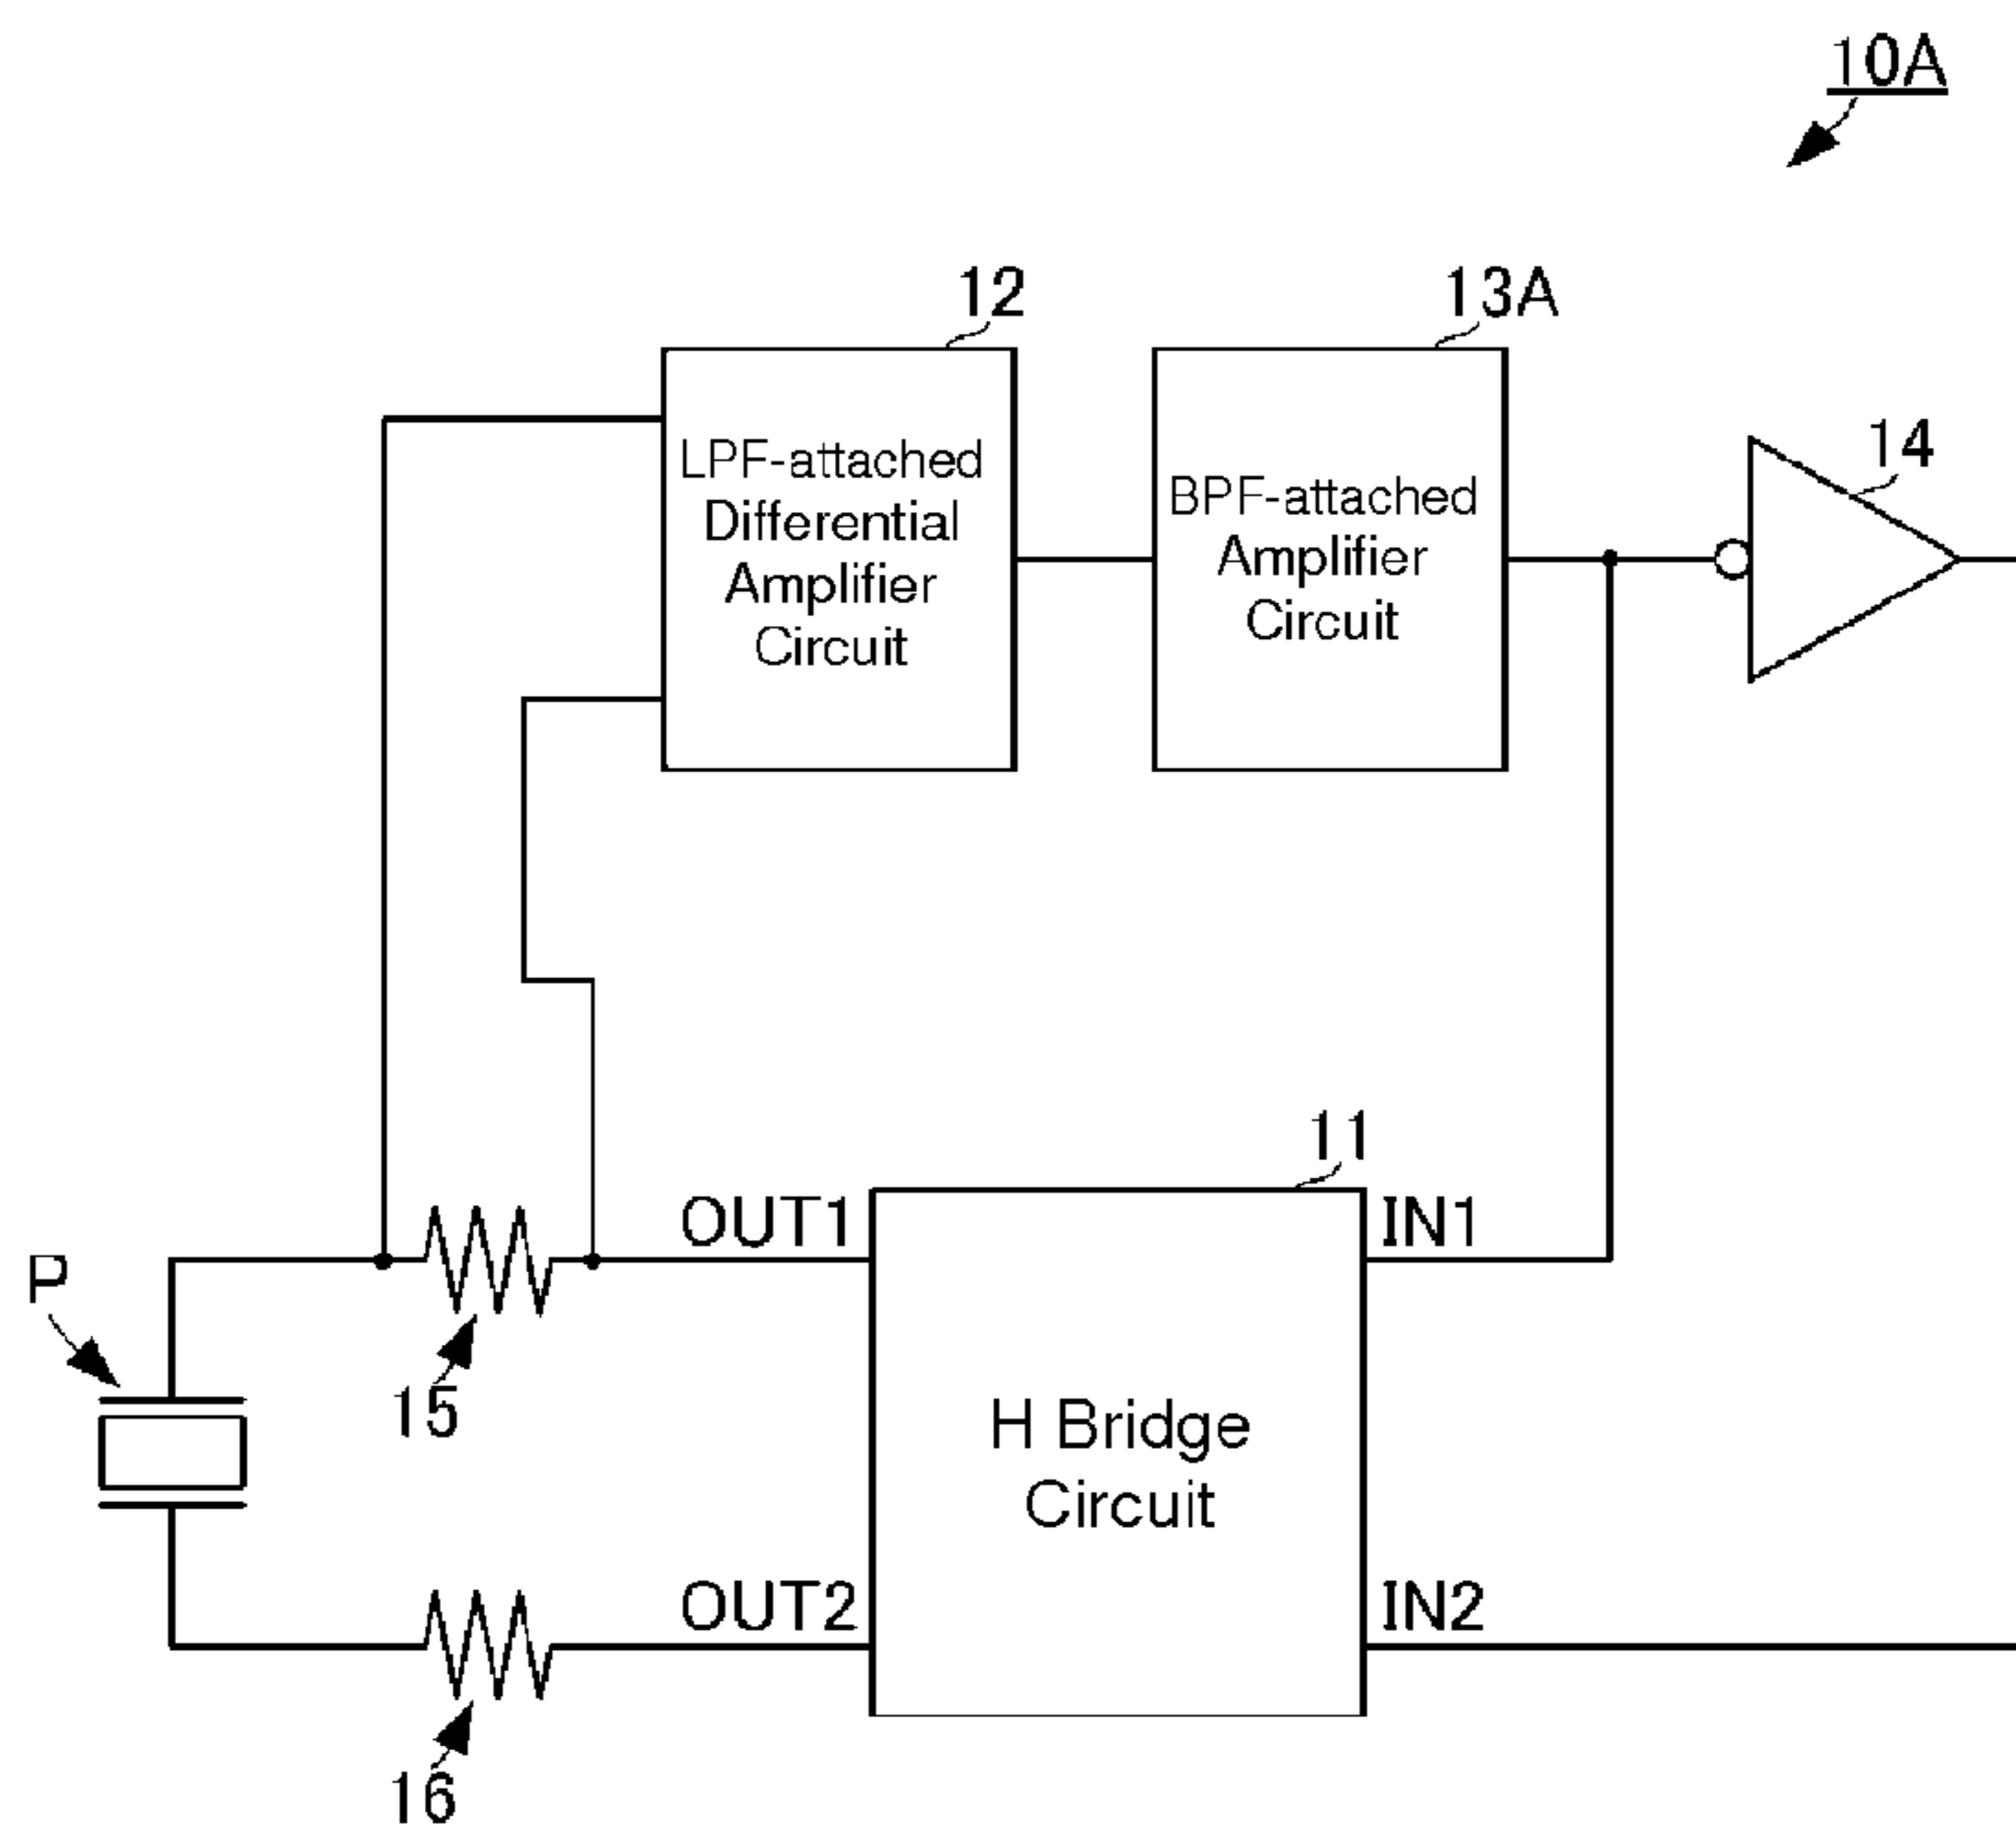 10A
12
13A
14
LPF-attached
Differential
Amplifier
Circuit
BPF-attached
Amplifier
Circuit
11
OUT1
IN1
P
15
H Bridge
Circuit
OUT2
IN2
16